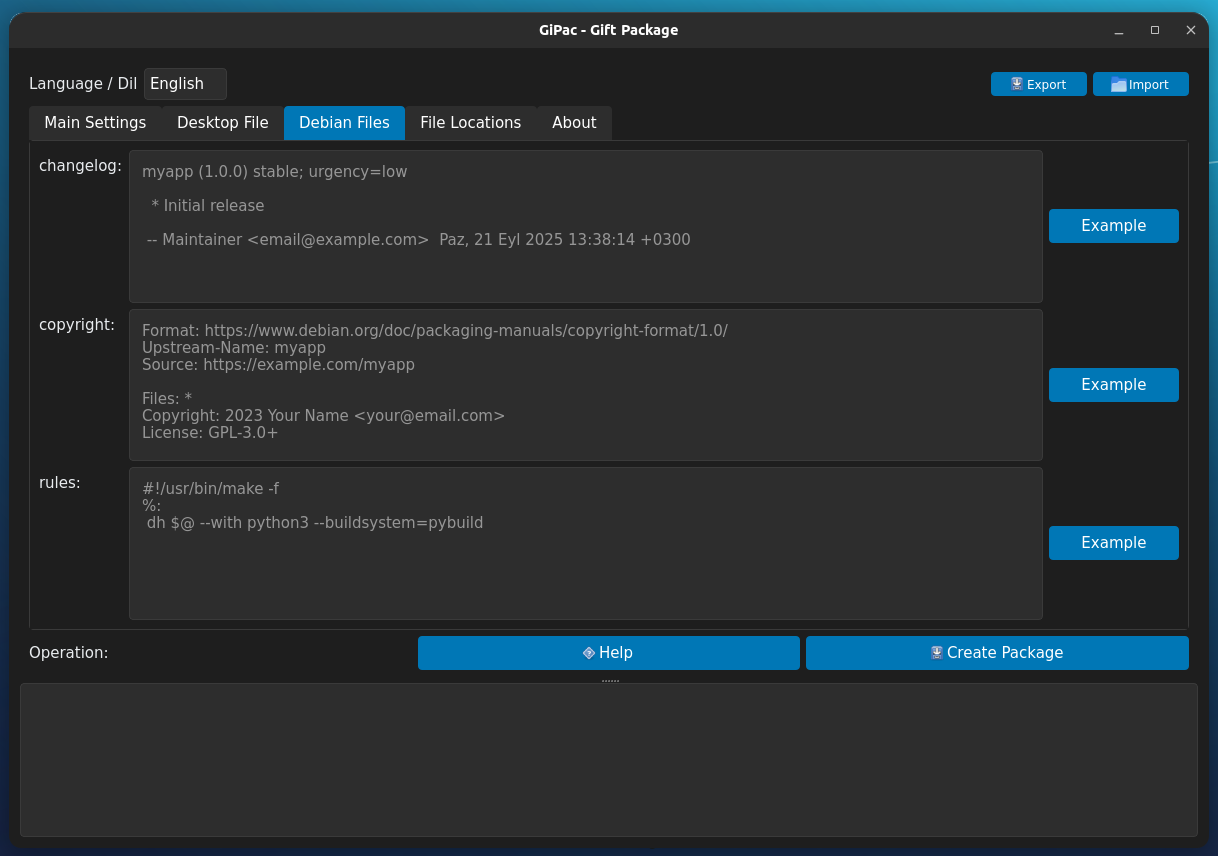 GiPac - Gift Package
Language / Dil English
Export Import
Main Settings Desktop File Debian Files File Locations About
changelog:
myapp (1.0.0) stable; urgency=low
* Initial release
-- Maintainer <email@example.com>  Paz, 21 Eyl 2025 13:38:14 +0300
Example
copyright:
Format: https://www.debian.org/doc/packaging-manuals/copyright-format/1.0/
Upstream-Name: myapp
Source: https://example.com/myapp
Files: *
Copyright: 2023 Your Name <your@email.com>
License: GPL-3.0+
Example
rules:
#!/usr/bin/make -f
%:
dh $@ --with python3 --buildsystem=pybuild
Example
Operation: Help Create Package